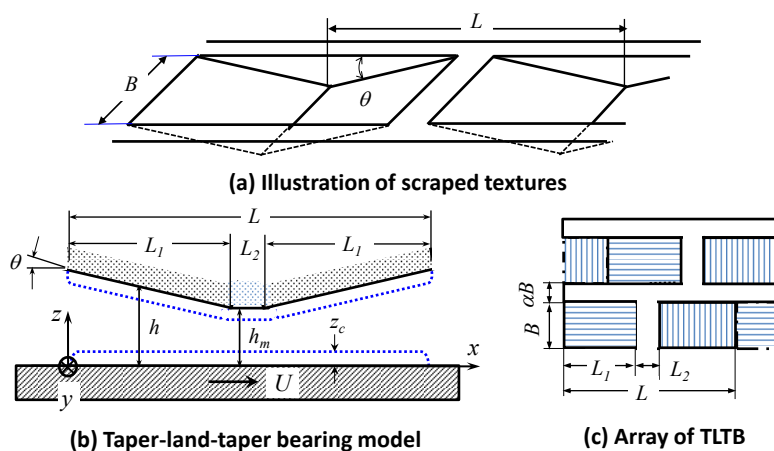 L
B
θ
(a) Illustration of scraped textures
L
L₁ L₂ L₁
θ
z
h
hₘ
z_c
x
y
U
(b) Taper-land-taper bearing model
αB
B
L₁
L₂
L
(c) Array of TLTB